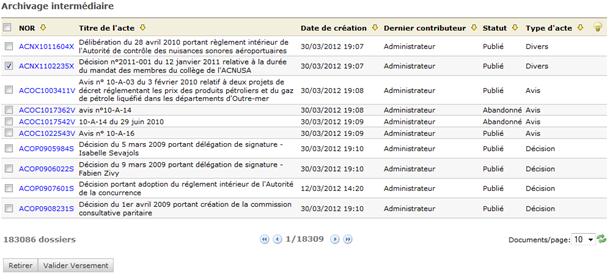 Archivage intermédiaire
NOR Titre de l'acte Date de création Dernier contributeur Statut Type d'acte
ACNX1011604X Délibération du 28 avril 2010 portant règlement intérieur de l'Autorité de contrôle des nuisances sonores aéroportuaires 30/03/2012 19:07 Administrateur Publié Divers
ACNX1102235X Décision n°2011-001 du 12 janvier 2011 relative à la durée du mandat des membres du collège de l'ACNUSA 30/03/2012 19:07 Administrateur Publié Divers
ACOC1003411V Avis n° 10-A-03 du 3 février 2010 relatif à deux projets de décret réglementant les prix des produits pétroliers et du gaz de pétrole liquéfié dans les départements d'Outre-mer 30/03/2012 19:08 Administrateur Publié Avis
ACOC1017362V avis n°10-A-14 30/03/2012 19:08 Administrateur Abandonné Avis
ACOC1017542V 10-A-14 du 29 juin 2010 30/03/2012 19:09 Administrateur Abandonné Avis
ACOC1022543V Avis n° 10-A-16 30/03/2012 19:09 Administrateur Publié Avis
ACOP0905984S Décision du 5 mars 2009 portant délégation de signature - Isabelle Sevajols 30/03/2012 19:10 Administrateur Publié Décision
ACOP0906022S Décision du 9 mars 2009 portant délégation de signature - Fabien Zivy 30/03/2012 19:10 Administrateur Publié Décision
ACOP0907601S Décision portant adoption du règlement intérieur de l'Autorité de la concurrence 12/03/2012 14:20 Administrateur Publié Décision
ACOP0908231S Décision du 1er avril 2009 portant création de la commission consultative paritaire 30/03/2012 19:10 Administrateur Publié Décision
183086 dossiers 1/18309 Documents/page: 10
Retirer Valider Versement